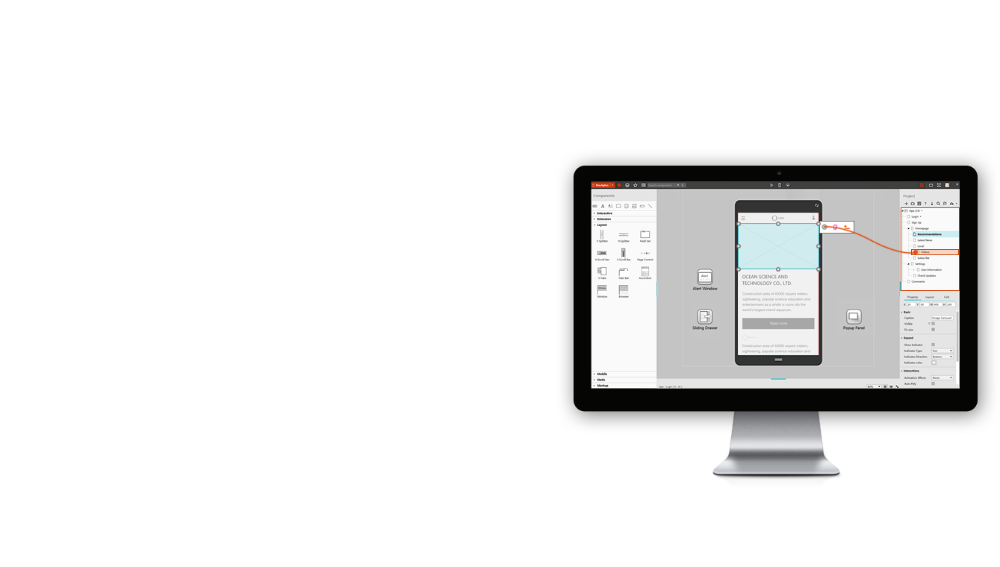 Mockplus
Search component
Components
Interactive
Extension
Layout
V.Splitter
H.Splitter
Field Set
H.Scroll Bar
V.Scroll Bar
Page Control
V.Tabs
Tabs Bar
Accordion
Window
Browser
Mobile
Static
Markup
Alert
Alert Window
Sliding Drawer
OCEAN SCIENCE AND
TECHNOLOGY CO., LTD.
Construction area of 42000 square meters,
sightseeing, popular science education and
entertainment as a whole is currently the
world's largest inland aquarium.
Read more
Construction area of 42000 square meters,
sightseeing, popular science education and
Popup Panel
Project
App (14)
Login
Sign Up
Homepage
Recommendations
Latest News
Local
Videos
Subscribe
Settings
User Information
Check Updates
Comments
Property Layout Link
Basic
Caption Image Carousel
Visible
Fix size
Expand
Show Indicator
Indicator Type Dot
Indicator Direction Bottom
Indicator color
Interactions
Animation Effects None
Auto Play